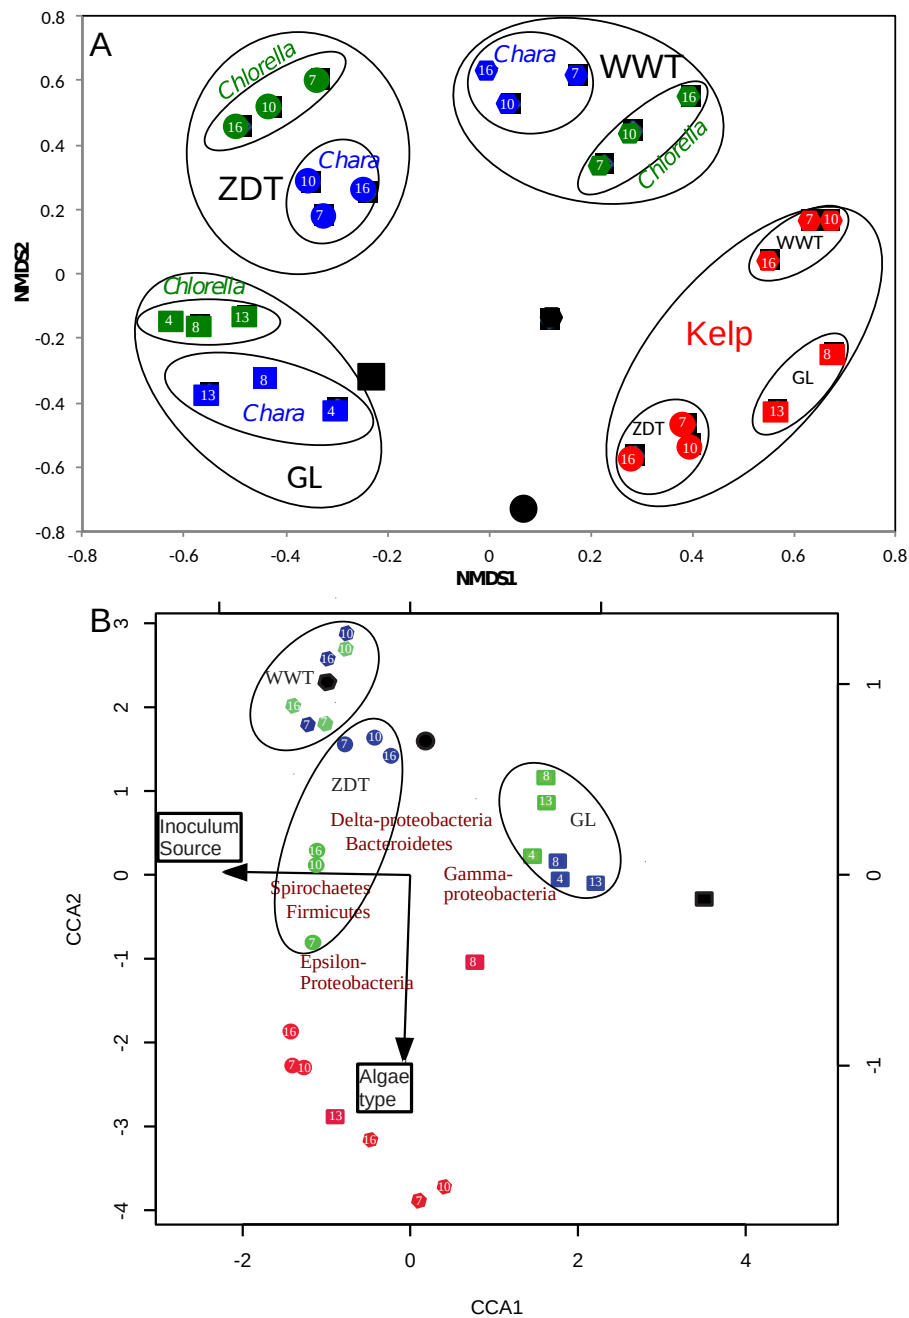 A
0.8
0.6
0.4
0.2
0
-0.2
-0.4
-0.6
-0.8
NMDS2
Chlorella
7
10
16
ZDT
Chara
10
16
7
Chara
16
7
10
WWT
16
10
7
Chlorella
Chlorella
4
8
13
13
8
4
Chara
GL
7
10
WWT
16
Kelp
8
GL
13
ZDT
7
10
16
-0.8
-0.6
-0.4
-0.2
0
0.2
0.4
0.6
0.8
NMDS1
B
3
2
1
0
-1
-2
-3
-4
CCA2
10
10
16
WWT
16
7
7
7
10
16
ZDT
Delta-proteobacteria
Bacteroidetes
Inoculum
Source
16
10
Spirochaetes
Firmicutes
7
Epsilon-
Proteobacteria
Gamma-
proteobacteria
8
13
GL
4
8
4
13
8
16
7
10
Algae
type
13
16
10
7
1
0
-1
-2
0
2
4
CCA1